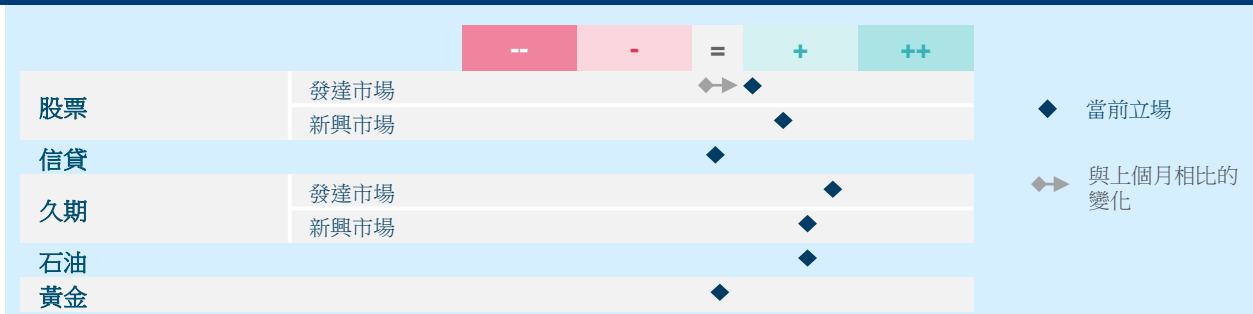 -- - = + ++
股票 發達市場
新興市場
信貸
久期 發達市場
新興市場
石油
黃金
當前立場
與上個月相比的
變化